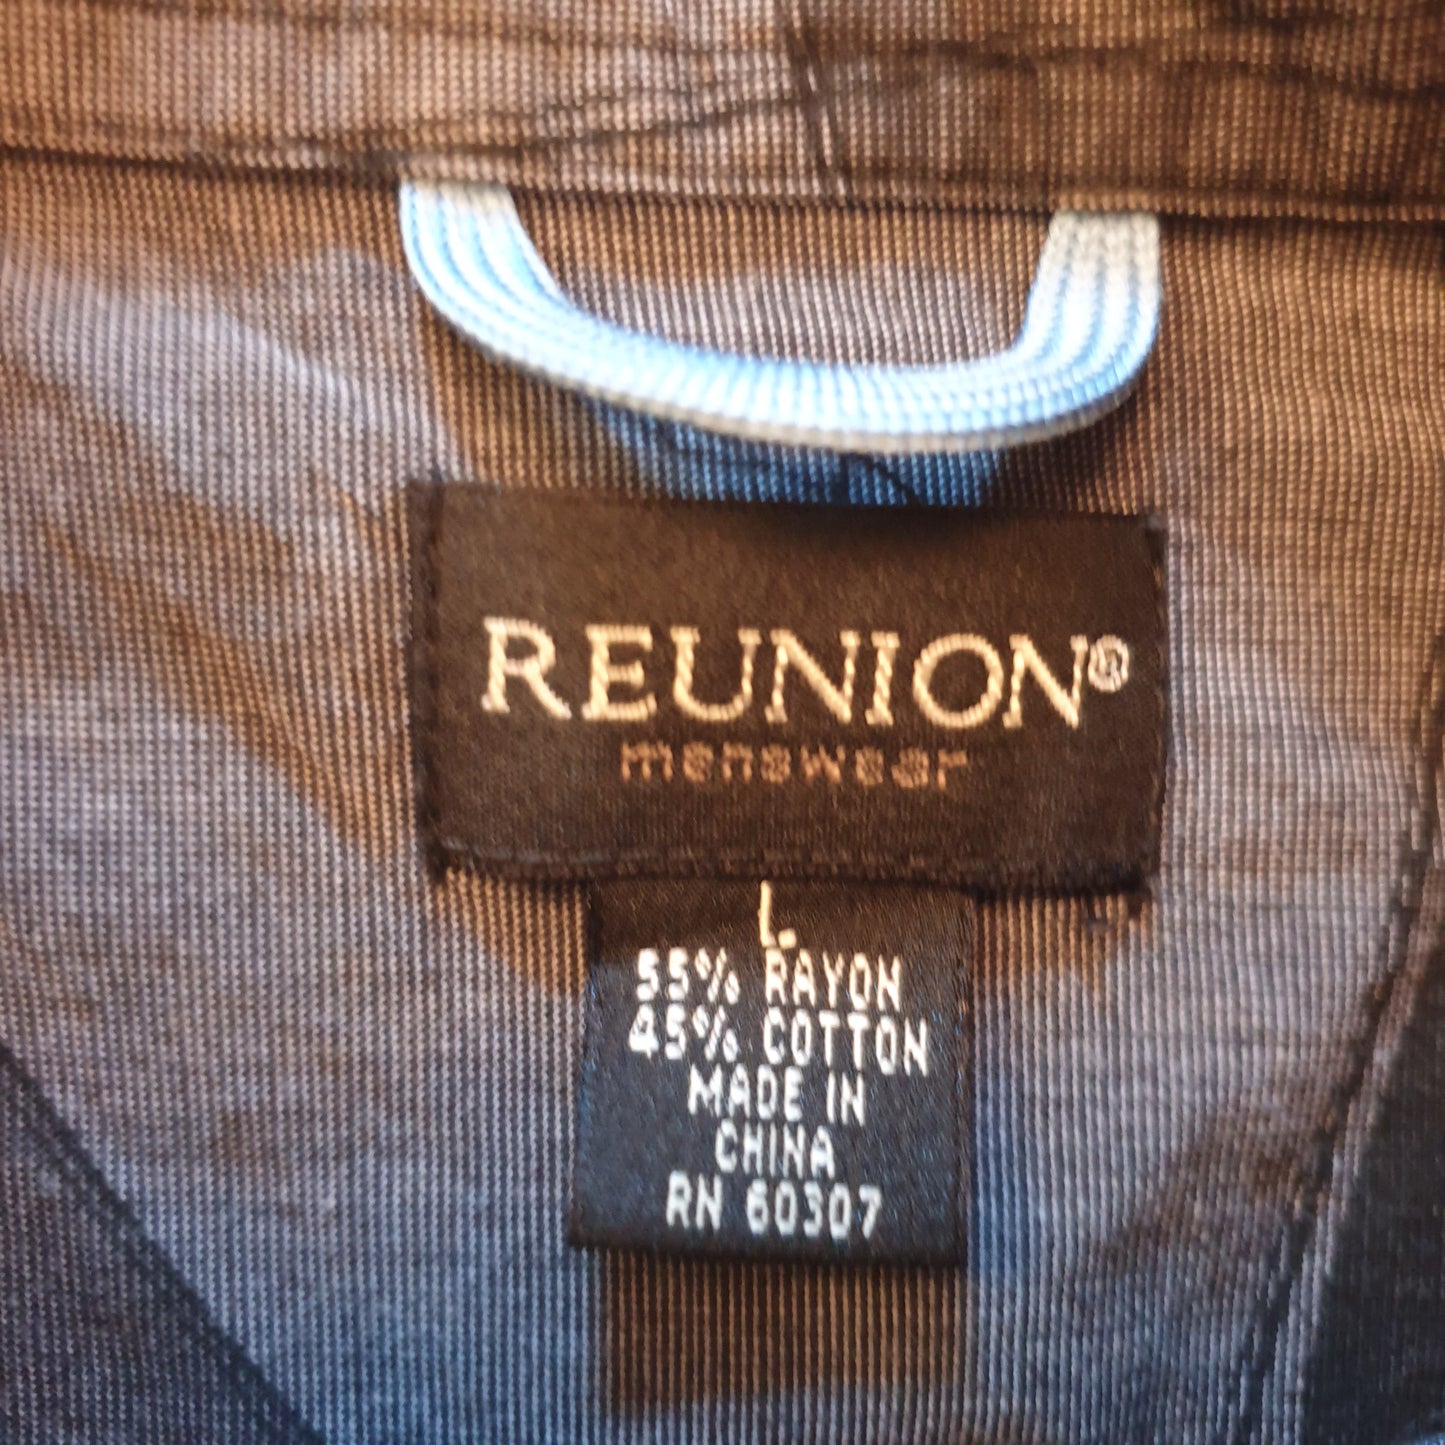 REUNION®
menswear
L.
55% RAYON
45% COTTON
MADE IN
CHINA
RN 60307